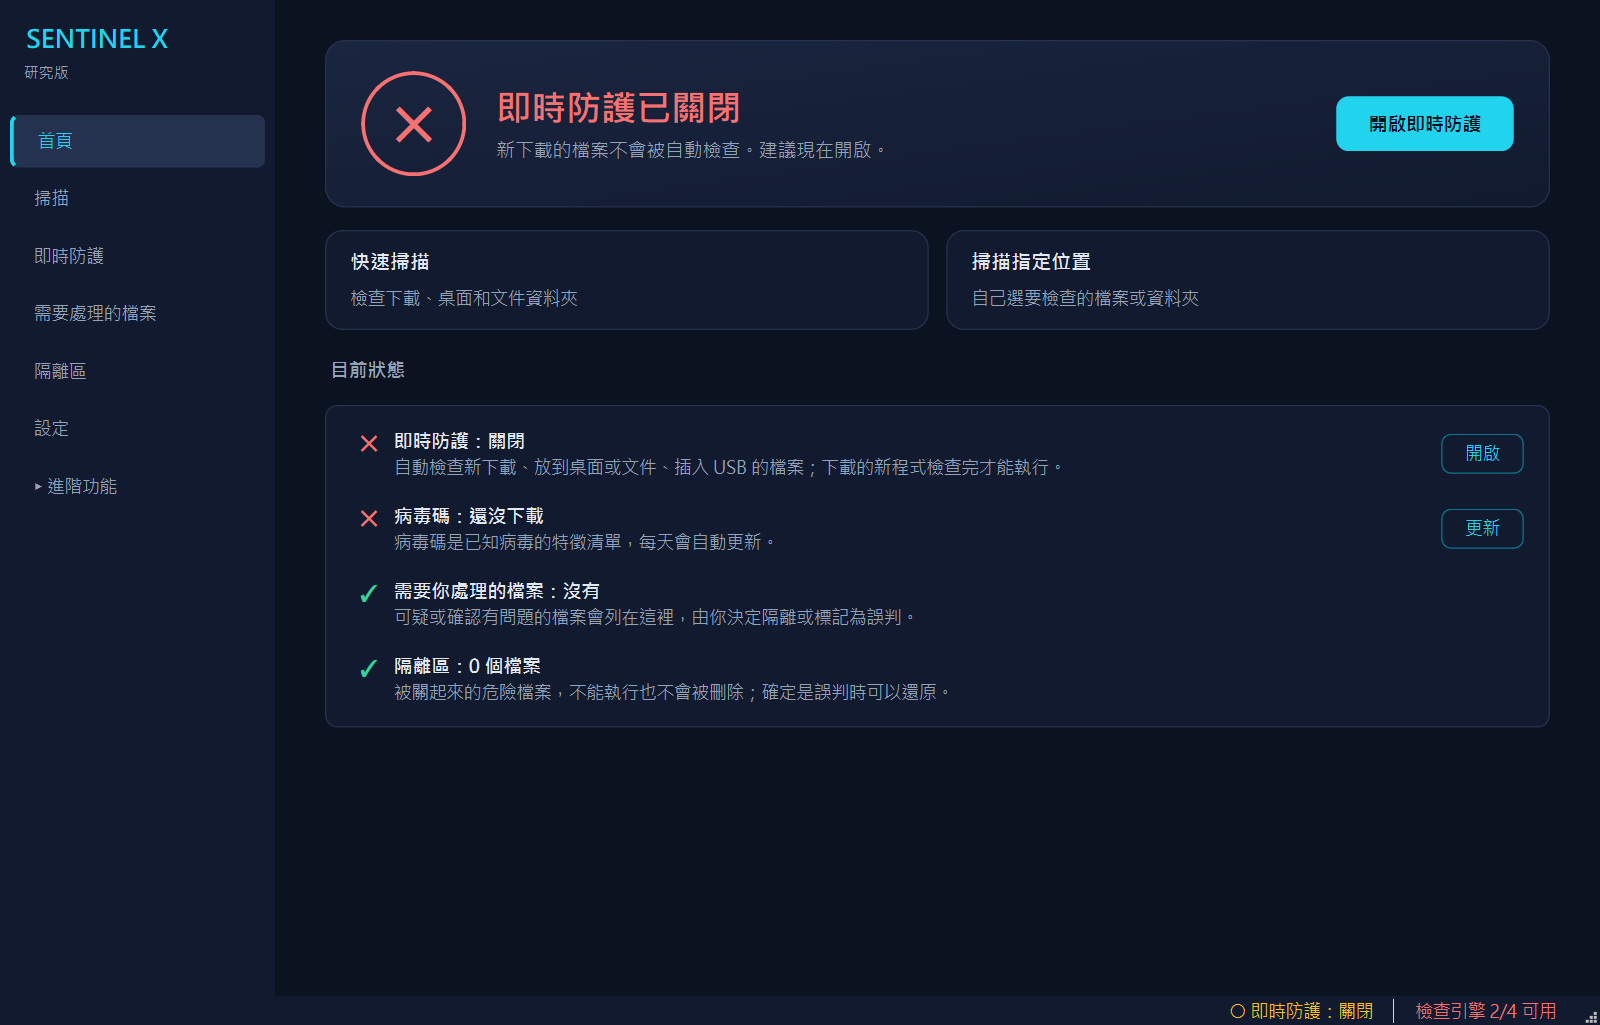 SENTINEL X
研究版
首頁
掃描
即時防護
需要處理的檔案
隔離區
設定
▸ 進階功能
即時防護已關閉
新下載的檔案不會被自動檢查。建議現在開啟。
開啟即時防護
快速掃描
檢查下載、桌面和文件資料夾
掃描指定位置
自己選要檢查的檔案或資料夾
目前狀態
即時防護：關閉
自動檢查新下載、放到桌面或文件、插入 USB 的檔案；下載的新程式檢查完才能執行。
開啟
病毒碼：還沒下載
病毒碼是已知病毒的特徵清單，每天會自動更新。
更新
需要你處理的檔案：沒有
可疑或確認有問題的檔案會列在這裡，由你決定隔離或標記為誤判。
隔離區：0 個檔案
被關起來的危險檔案，不能執行也不會被刪除；確定是誤判時可以還原。
○ 即時防護：關閉
檢查引擎 2/4 可用